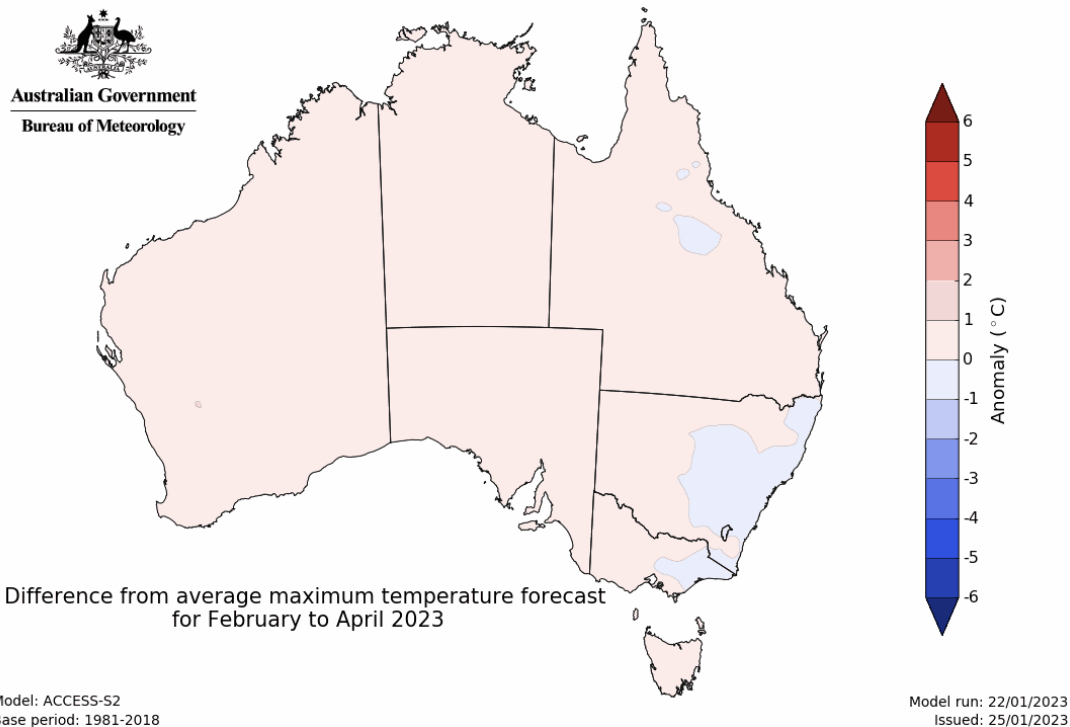 Australian Government
Bureau of Meteorology
6
5
4
3
2
1
0
-1
-2
-3
-4
-5
-6
Anomaly (°C)
Difference from average maximum temperature forecast
for February to April 2023
Model: ACCESS-S2
Base period: 1981-2018
Model run: 22/01/2023
Issued: 25/01/2023